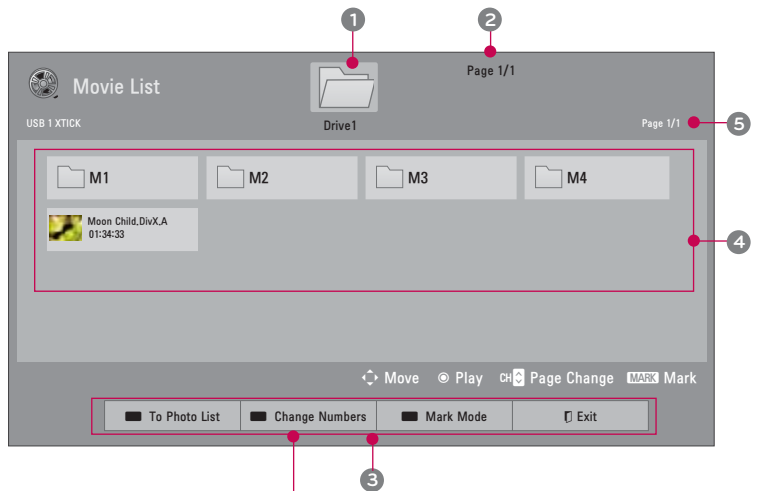 1
2
Movie List
Page 1/1
USB 1 XTICK
Drive1
Page 1/1
5
M1
M2
M3
M4
Moon Child.DivX.A
01:34:33
4
Move
Play
CH
Page Change
MARK
Mark
To Photo List
Change Numbers
Mark Mode
Exit
3